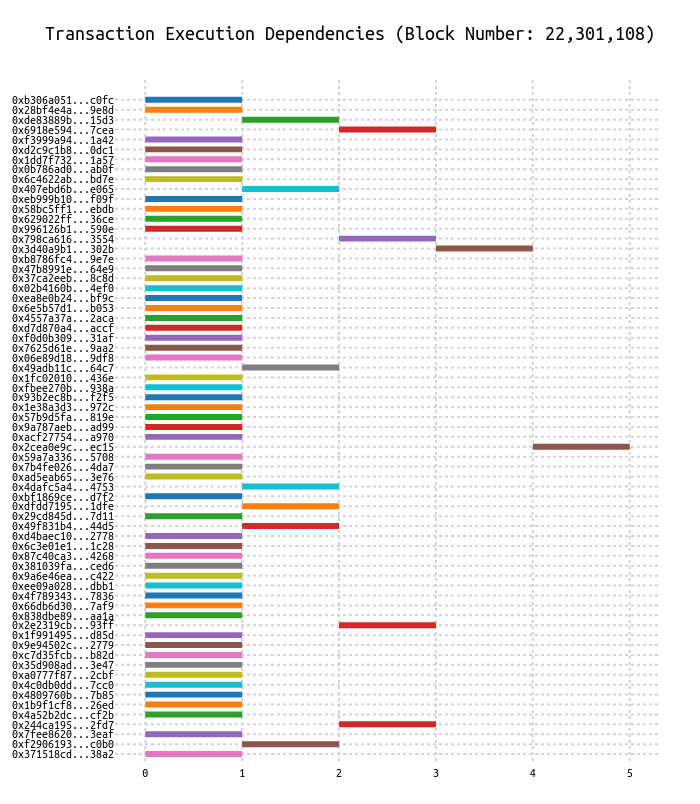 Transaction Execution Dependencies (Block Number: 22,301,108)
0xb306a051...c0fc
0x28bf4e4a...9e8d
0xde83889b...15d3
0x6918e594...7cea
0xf3999a94...1a42
0xd2c9c1b8...0dc1
0x1dd7f732...1a57
0x0b786ad0...ab0f
0x6c4622ab...bd7e
0x407ebd6b...e065
0xeb999b10...f09f
0x58bc5ff1...ebdb
0x629022ff...36ce
0x996126b1...590e
0x798ca616...3554
0x3d40a9b1...302b
0xb8786fc4...9e7e
0x47b8991e...64e9
0x37ca2eeb...8c8d
0x02b4160b...4ef0
0xea8e0b24...bf9c
0x6e5b57d1...b053
0x4557a37a...2aca
0xd7d870a4...accf
0xf0d0b309...31af
0x7625d61e...9aa2
0x06e89d18...9df8
0x49adb11c...64c7
0x1fc02010...436e
0xfbee270b...938a
0x93b2ec8b...f2f5
0x1e38a3d3...972c
0x57b9d5fa...819e
0x9a787aeb...ad99
0xacf27754...a970
0x2cea0e9c...ec15
0x59a7a336...5708
0x7b4fe026...4da7
0xad5eab65...3e76
0x4dafc5a4...4753
0xbf1869ce...d7f2
0xdfdd7195...1dfe
0x29cd845d...7d11
0x49f831b4...44d5
0xd4baec10...2778
0x6c3e01e1...1c28
0x87c40ca3...4268
0x381039fa...ced6
0x9a6e46ea...c422
0xee09a028...dbb1
0x4f789343...7836
0x66db6d30...7af9
0x838dbe89...aa1a
0x2e2319cb...93ff
0x1f991495...d85d
0x9e94502c...2779
0xc7d35fcb...b82d
0x35d908ad...3e47
0xa0777f87...2cbf
0x4c0db0dd...7cc0
0x4809760b...7b85
0x1b9f1cf8...26ed
0x4a52b2dc...cf2b
0x244ca195...2fd7
0x7fee8620...3eaf
0xf2906193...c0b0
0x371518cd...38a2
0 1 2 3 4 5